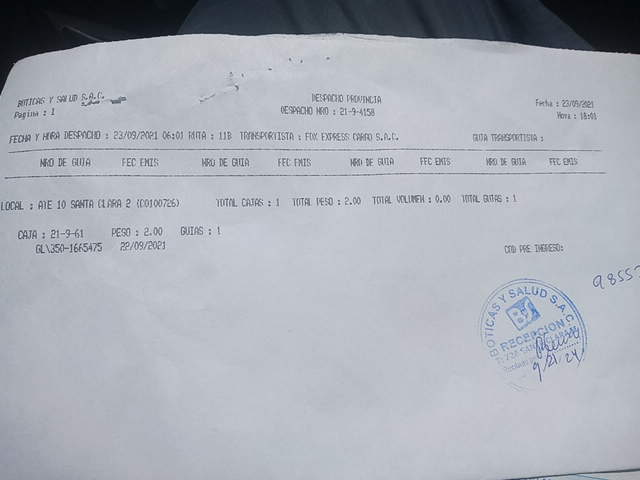 BOTICAS Y SALUD S.A.C.
DESPACHO PROVINCIA
Fecha : 23/09/2021
Pagina : 1
DESPACHO NRO : 21-9-4158
Hora : 18:01
FECHA Y HORA DESPACHO : 23/09/2021 06:01 RUTA : 11B TRANSPORTISTA : FOX EXPRESS CARGO S.A.C. GUIA TRANSPORTISTA :
NRO DE GUIA FEC EMIS NRO DE GUIA FEC EMIS NRO DE GUIA FEC EMIS NRO DE GUIA FEC EMIS
LOCAL : ATE 10 SANTA CLARA 2 (C0100726) TOTAL CAJAS : 1 TOTAL PESO : 2.00 TOTAL VOLUMEN : 0.00 TOTAL GUIAS : 1
CAJA : 21-9-61 PESO : 2.00 GUIAS : 1
GL\350-1665475 22/09/2021
COD PRE INGRESO:
9855
BOTICAS Y SALUD S.A.C.
BS
RECEPCION
9/21/24